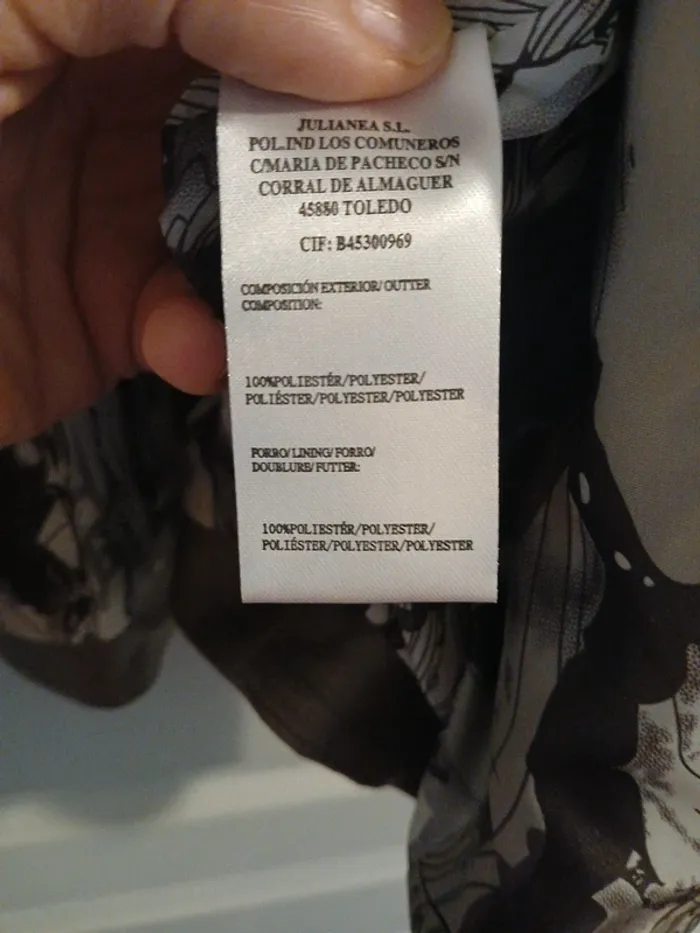 JULIANEA S.L.
POL.IND LOS COMUNEROS
C/MARIA DE PACHECO S/N
CORRAL DE ALMAGUER
45880 TOLEDO
CIF: B45300969
COMPOSICIÓN EXTERIOR/ OUTTER
COMPOSITION:
100%POLIESTÉR/POLYESTER/
POLIÉSTER/POLYESTER/POLYESTER
FORRO/ LINING/ FORRO/
DOUBLURE/ FUTTER:
100%POLIESTÉR/POLYESTER/
POLIÉSTER/POLYESTER/POLYESTER